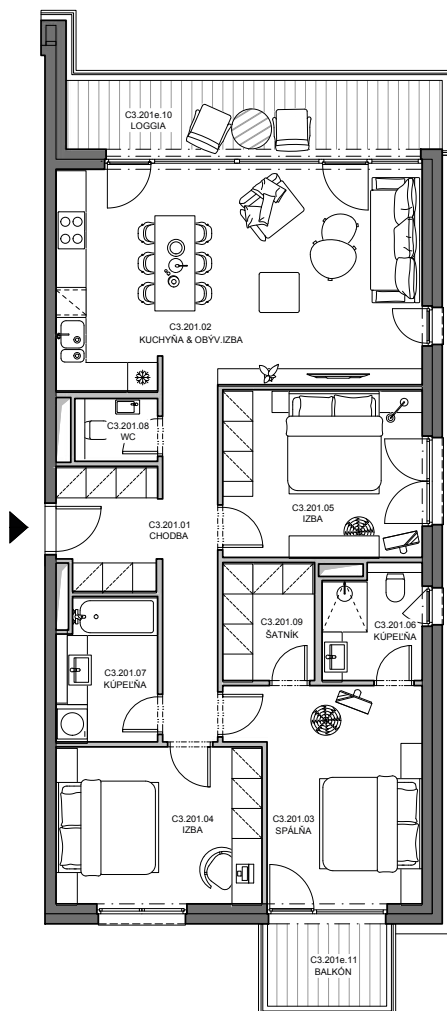 C3.201e.10
LOGGIA
C3.201.02
KUCHYŇA & OBÝV.IZBA
C3.201.08
WC
C3.201.05
IZBA
C3.201.01
CHODBA
C3.201.09
ŠATNÍK
C3.201.06
KÚPEĽŇA
C3.201.07
KÚPEĽŇA
C3.201.04
IZBA
C3.201.03
SPÁLŇA
C3.201e.11
BALKÓN